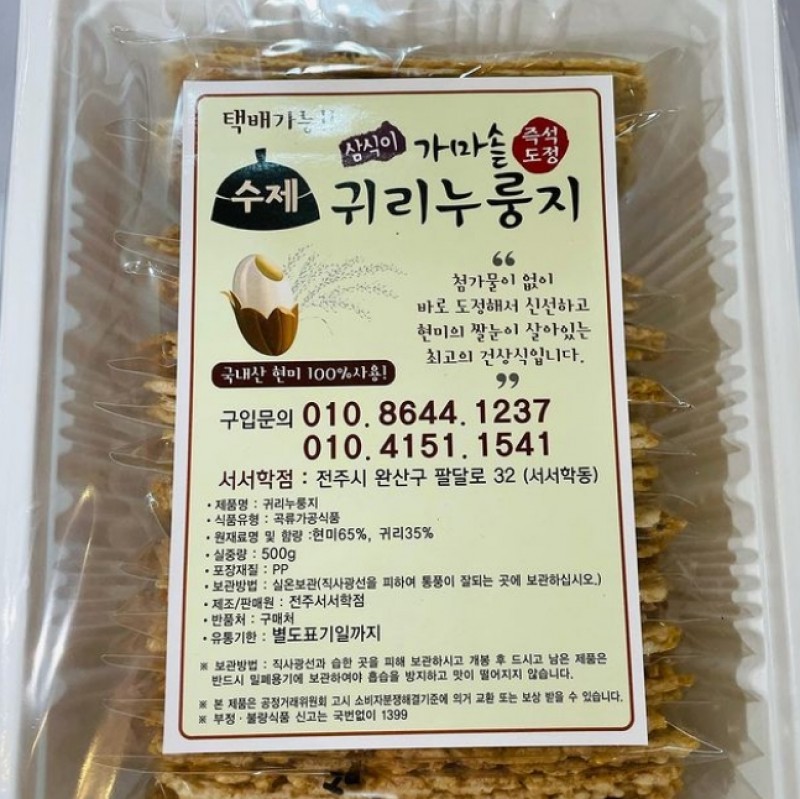 택배가능!
삼식이 가마솥 즉석
도정
수제 귀리누룽지
“
첨가물이 없이
바로 도정해서 신선하고
현미의 쌀눈이 살아있는
최고의 건상식입니다.
”
국내산 현미 100%사용!
구입문의 010. 8644. 1237
010. 4151. 1541
서서학점 : 전주시 완산구 팔달로 32 (서서학동)
• 제품명 : 귀리누룽지
• 식품유형 : 곡류가공식품
• 원재료명 및 함량 :현미65%, 귀리35%
• 실중량 : 500g
• 포장재질 : PP
• 보관방법 : 실온보관(직사광선을 피하여 통풍이 잘되는 곳에 보관하십시오.)
• 제조/판매원 : 전주서서학점
• 반품처 : 구매처
• 유통기한 : 별도표기일까지
※ 보관방법 : 직사광선과 습한 곳을 피해 보관하시고 개봉 후 드시고 남은 제품은
반드시 밀폐용기에 보관하여야 흡습을 방지하고 맛이 떨어지지 않습니다.
※ 본 제품은 공정거래위원회 고시 소비자분쟁해결기준에 의거 교환 또는 보상 받을 수 있습니다.
※ 부정 · 불량식품 신고는 국번없이 1399